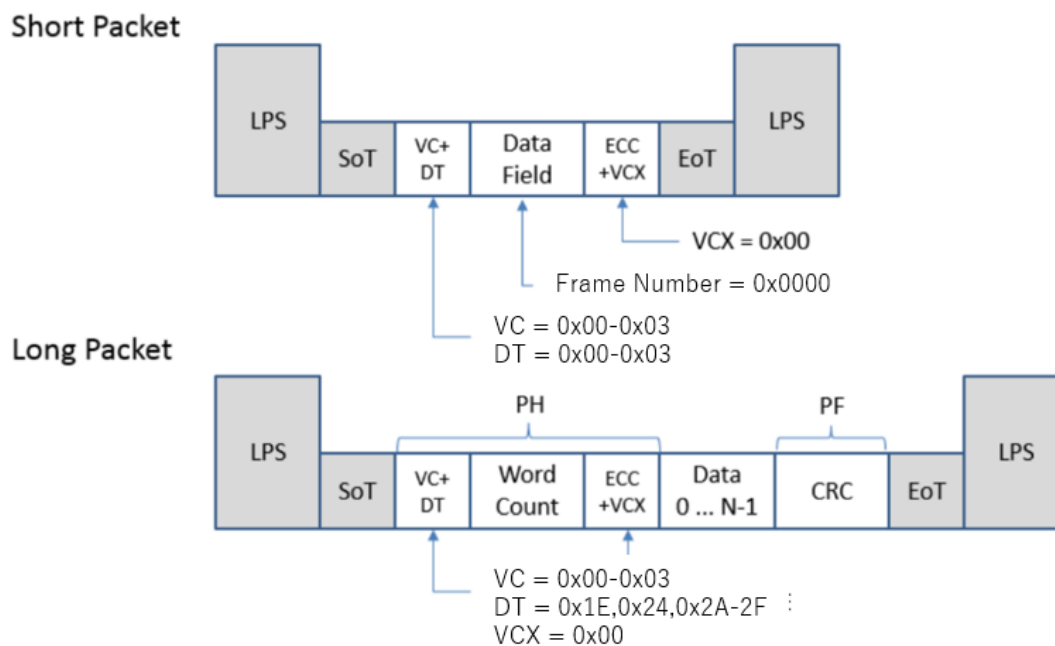 Short Packet
LPS
SoT
VC+
DT
Data
Field
ECC
+VCX
EoT
LPS
VCX = 0x00
Frame Number = 0x0000
VC = 0x00-0x03
DT = 0x00-0x03
Long Packet
PH
PF
LPS
SoT
VC+
DT
Word
Count
ECC
+VCX
Data
0 ... N-1
CRC
EoT
LPS
VC = 0x00-0x03
DT = 0x1E,0x24,0x2A-2F ⋮
VCX = 0x00